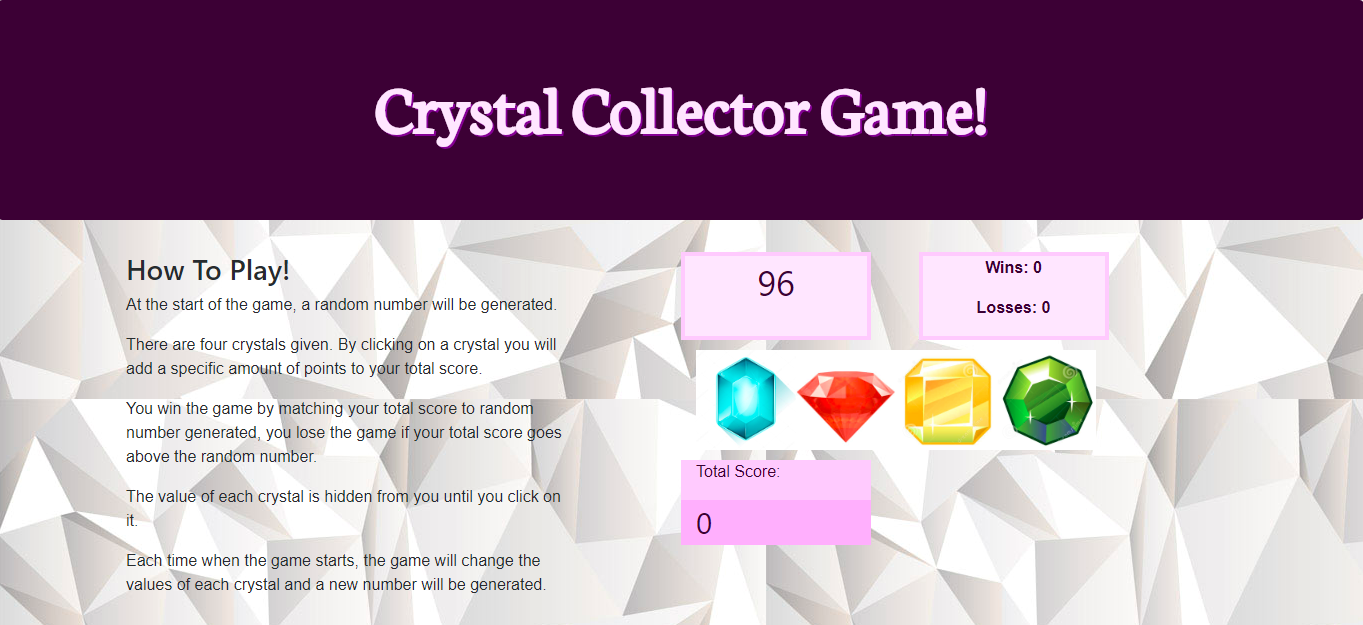 Crystal Collector Game!
How To Play!
At the start of the game, a random number will be generated.
There are four crystals given. By clicking on a crystal you will
add a specific amount of points to your total score.
You win the game by matching your total score to random
number generated, you lose the game if your total score goes
above the random number.
The value of each crystal is hidden from you until you click on
it.
Each time when the game starts, the game will change the
values of each crystal and a new number will be generated.
96
Wins: 0
Losses: 0
Total Score:
0